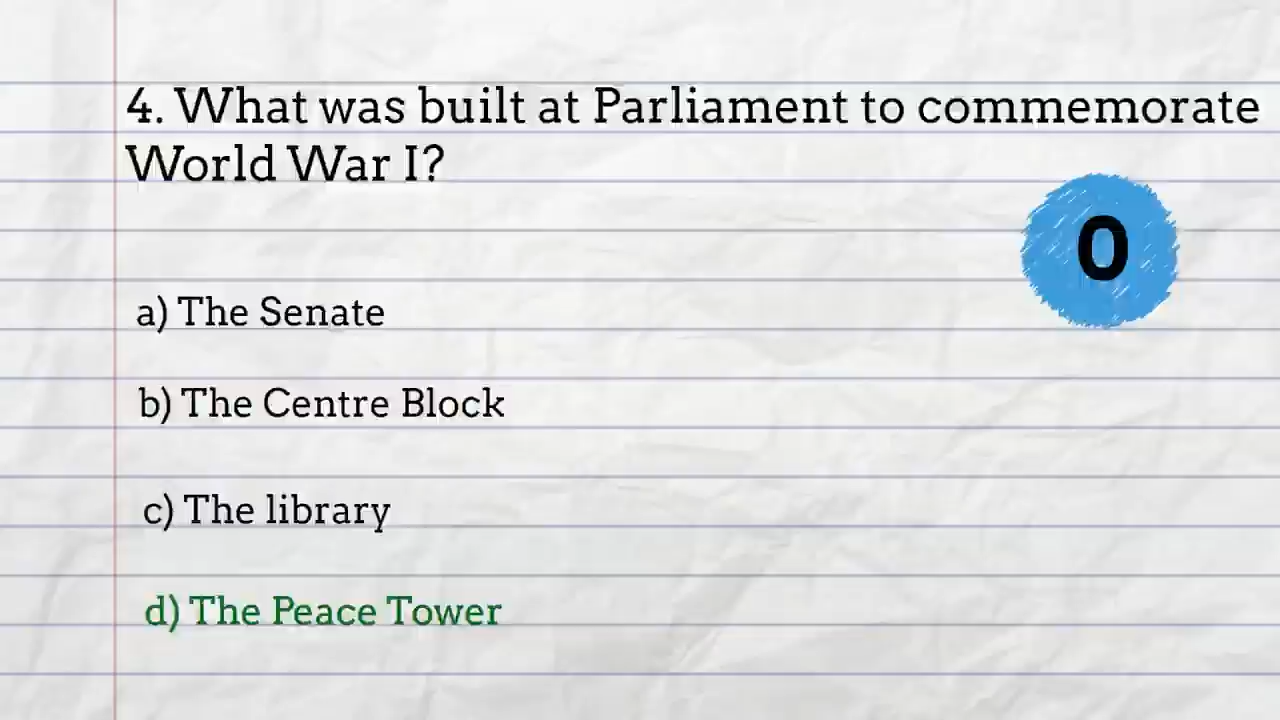 4. What was built at Parliament to commemorate
World War I?
0
a) The Senate
b) The Centre Block
c) The library
d) The Peace Tower